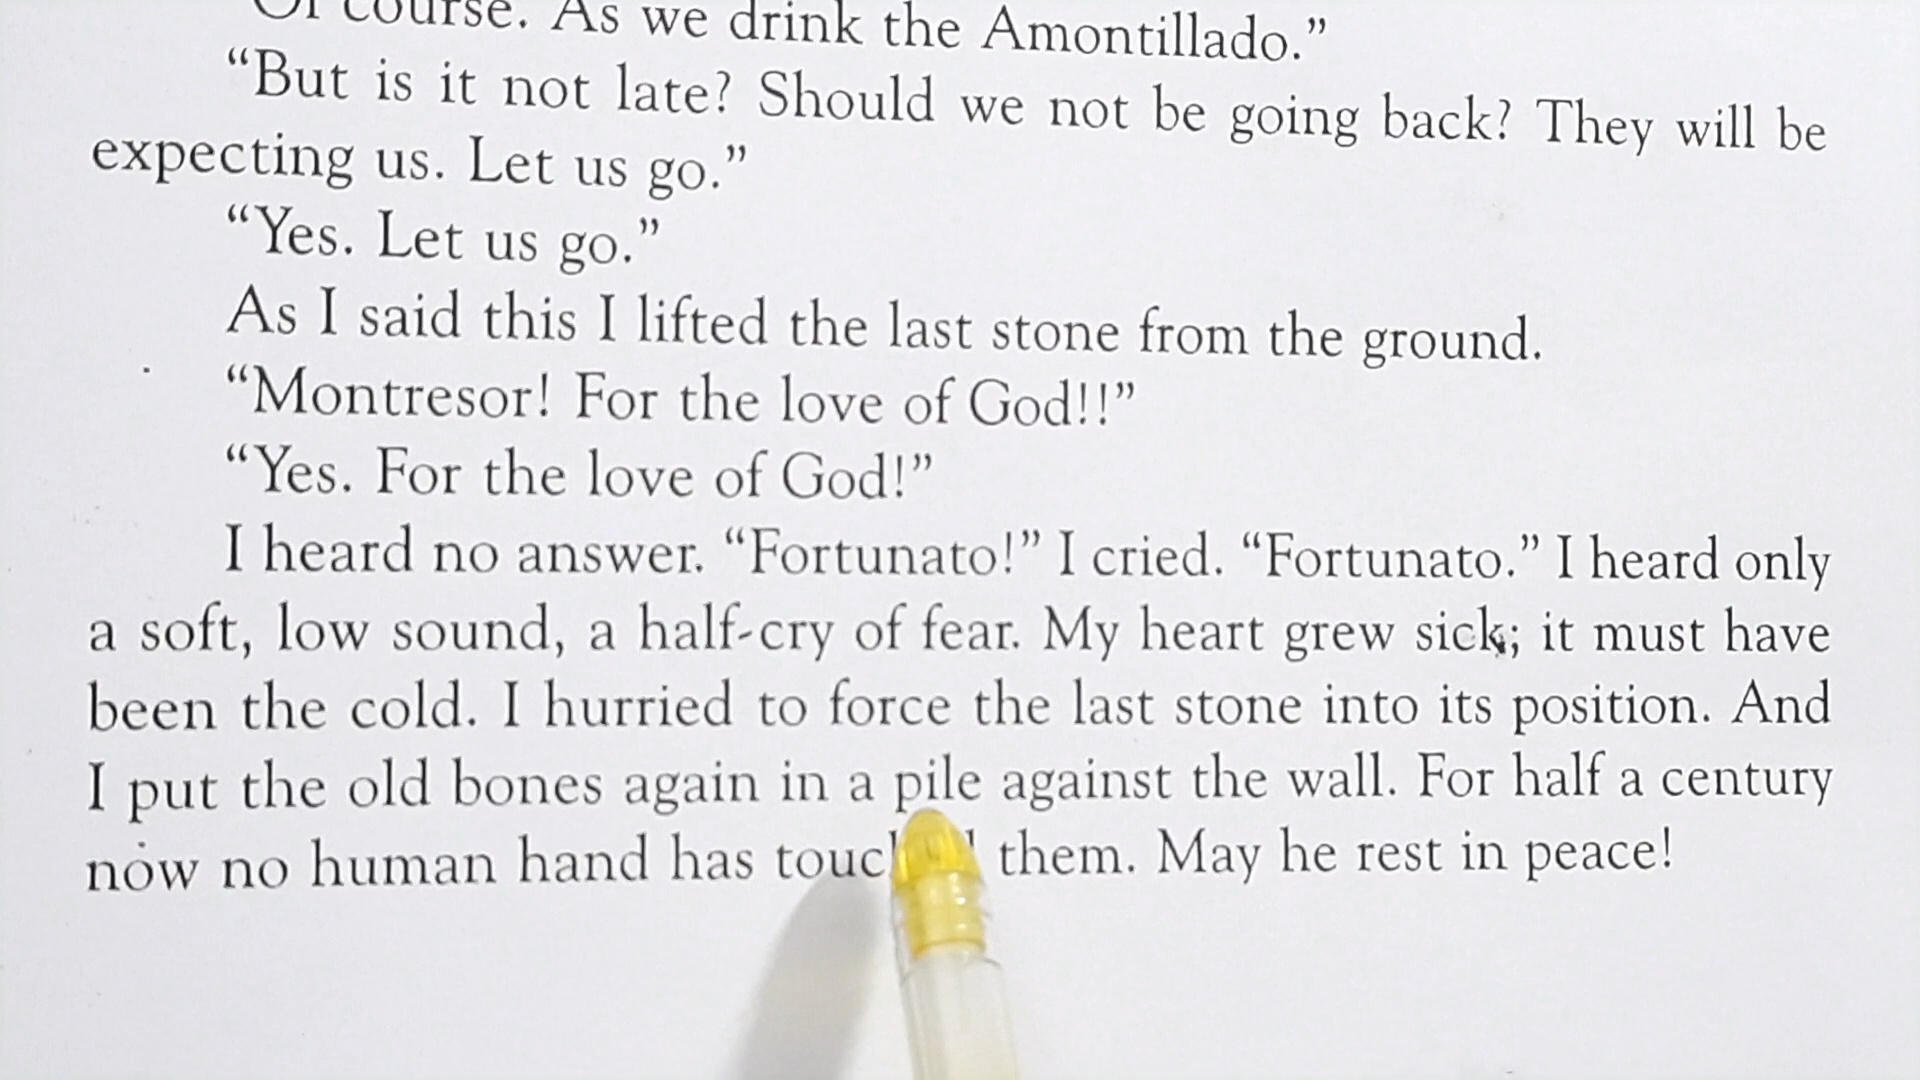 Of course. As we drink the Amontillado.”
“But is it not late? Should we not be going back? They will be
expecting us. Let us go.”
“Yes. Let us go.”
As I said this I lifted the last stone from the ground.
“Montresor! For the love of God!!”
“Yes. For the love of God!”
I heard no answer. “Fortunato!” I cried. “Fortunato.” I heard only
a soft, low sound, a half-cry of fear. My heart grew sick; it must have
been the cold. I hurried to force the last stone into its position. And
I put the old bones again in a pile against the wall. For half a century
now no human hand has them. May he rest in peace!